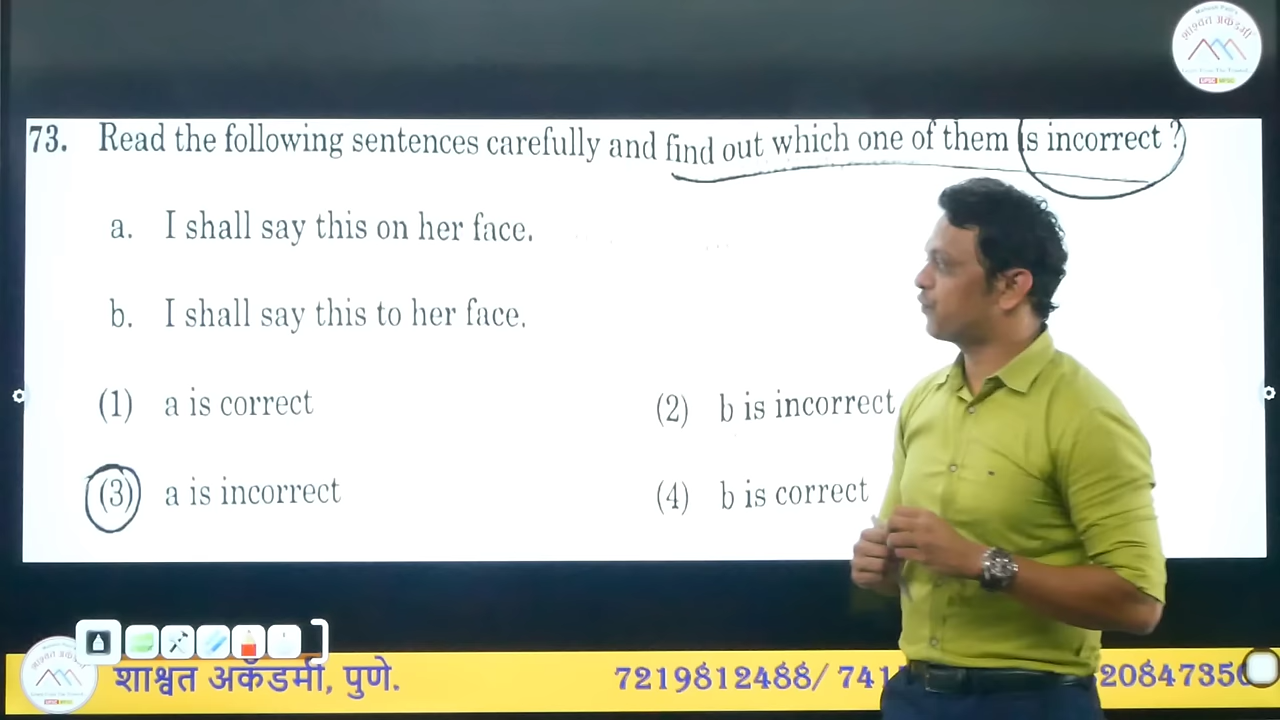 73. Read the following sentences carefully and find out which one of them is incorrect ?
a. I shall say this on her face.
b. I shall say this to her face.
(1) a is correct
(2) b is incorrect
(3) a is incorrect
(4) b is correct
शाश्वत अकॅडमी, पुणे.
7219812488/ 741